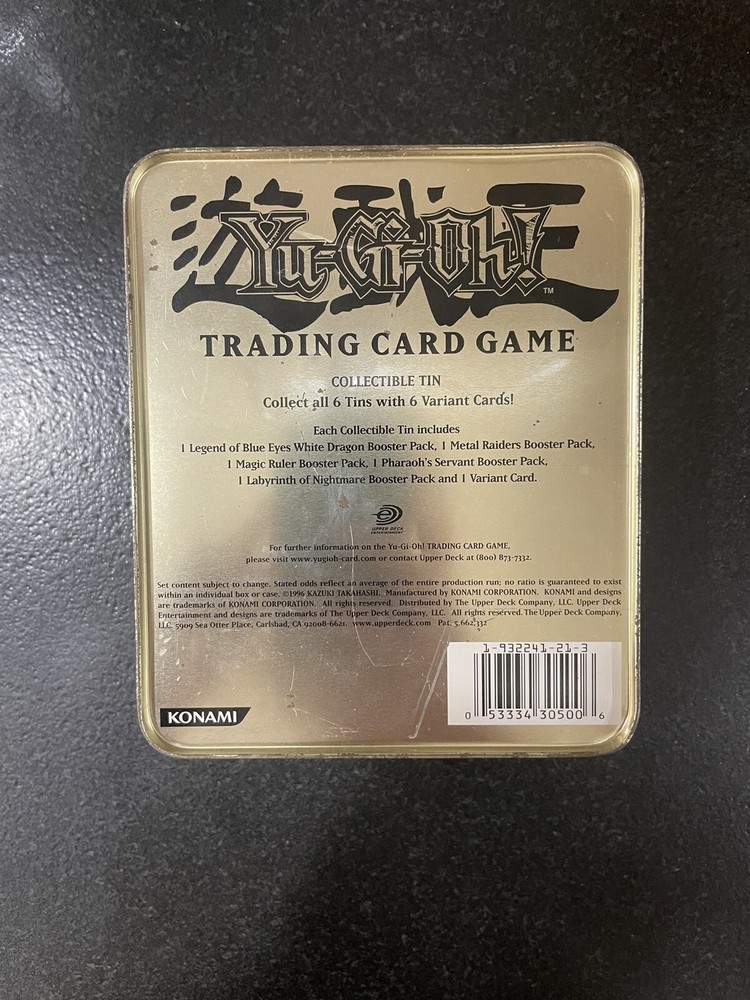 遊戯王
Yu-Gi-Oh!
TM
TRADING CARD GAME
COLLECTIBLE TIN
Collect all 6 Tins with 6 Variant Cards!
Each Collectible Tin includes
1 Legend of Blue Eyes White Dragon Booster Pack, 1 Metal Raiders Booster Pack,
1 Magic Ruler Booster Pack, 1 Pharaoh's Servant Booster Pack,
1 Labyrinth of Nightmare Booster Pack and 1 Variant Card.
UPPER DECK
ENTERTAINMENT
For further information on the Yu-Gi-Oh! TRADING CARD GAME,
please visit www.yugioh-card.com or contact Upper Deck at (800) 873-7332.
Set content subject to change. Stated odds reflect an average of the entire production run; no ratio is guaranteed to exist
within an individual box or case. ©1996 KAZUKI TAKAHASHI. Manufactured by KONAMI CORPORATION. KONAMI and designs
are trademarks of KONAMI CORPORATION. All rights reserved. Distributed by The Upper Deck Company, LLC. Upper Deck
Entertainment and designs are trademarks of The Upper Deck Company, LLC. All rights reserved. The Upper Deck Company,
LLC. 5909 Sea Otter Place, Carlsbad, CA 92008-6621. www.upperdeck.com Pat. 5,662,332
1-932241-21-3
0 53334 30500 6
KONAMI